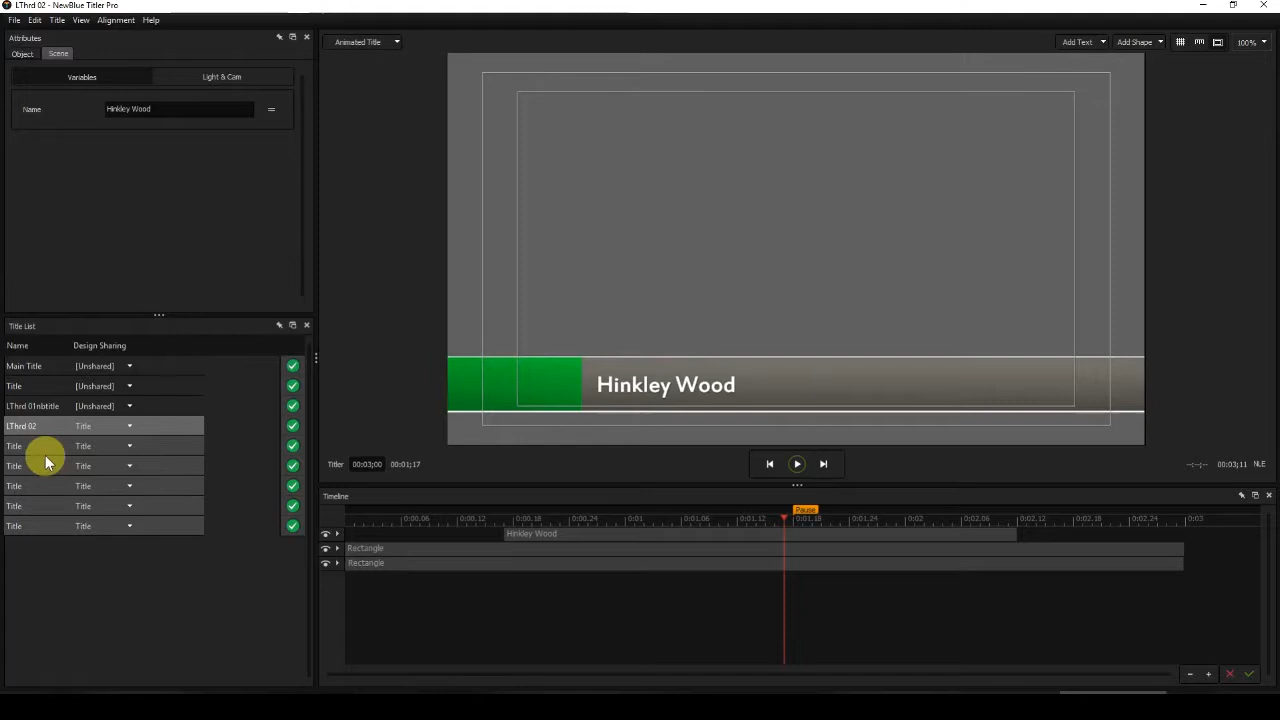 LThrd 02 - NewBlue Titler Pro
File Edit Title View Alignment Help
Attributes
Object Scene
Variables Light & Cam
Name Hinkley Wood =
Animated Title
Add Text Add Shape 100%
Hinkley Wood
Title List
Name Design Sharing
Main Title [Unshared]
Title [Unshared]
LThrd 01nbtitle [Unshared]
LThrd 02 Title
Title Title
Title Title
Title Title
Title Title
Title Title
Titler 00:03;00 00:01;17
--:--;-- 00:03;11 NLE
Timeline
Pause
0:00.06 0:00.12 0:00.18 0:00.24 0:01 0:01.06 0:01.12 0:01.18 0:01.24 0:02 0:02.06 0:02.12 0:02.18 0:02.24 0:03
Hinkley Wood
Rectangle
Rectangle